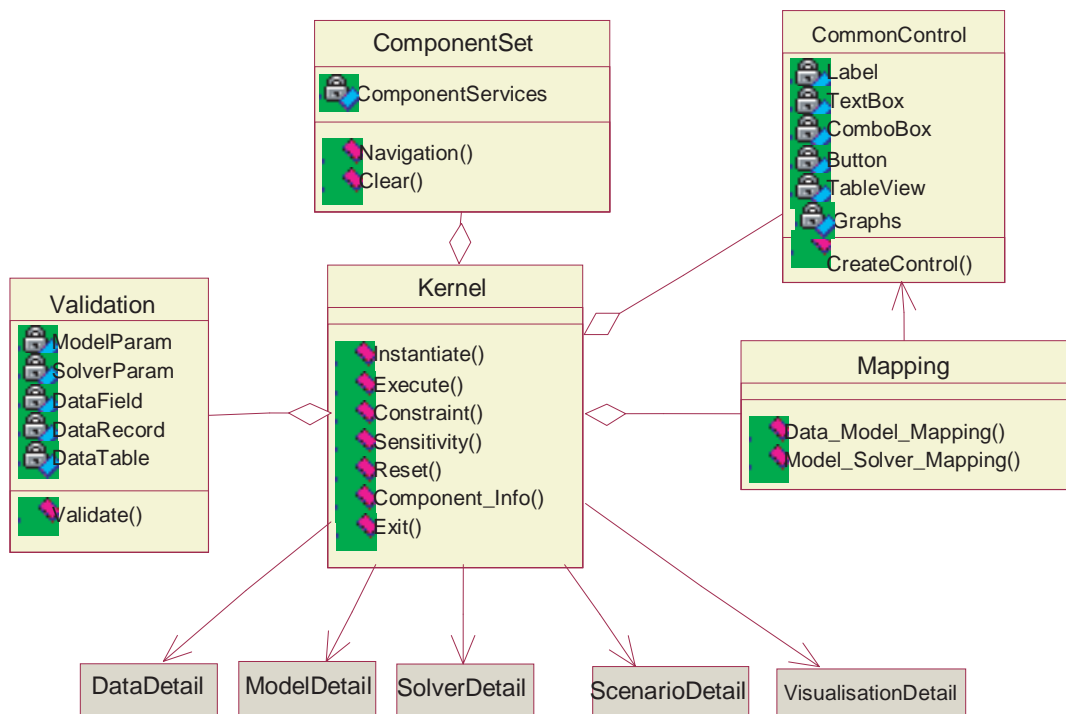 ComponentSet
ComponentServices
Navigation()
Clear()
CommonControl
Label
TextBox
ComboBox
Button
TableView
Graphs
CreateControl()
Validation
ModelParam
SolverParam
DataField
DataRecord
DataTable
Validate()
Kernel
Instantiate()
Execute()
Constraint()
Sensitivity()
Reset()
Component_Info()
Exit()
Mapping
Data_Model_Mapping()
Model_Solver_Mapping()
DataDetail
ModelDetail
SolverDetail
ScenarioDetail
VisualisationDetail